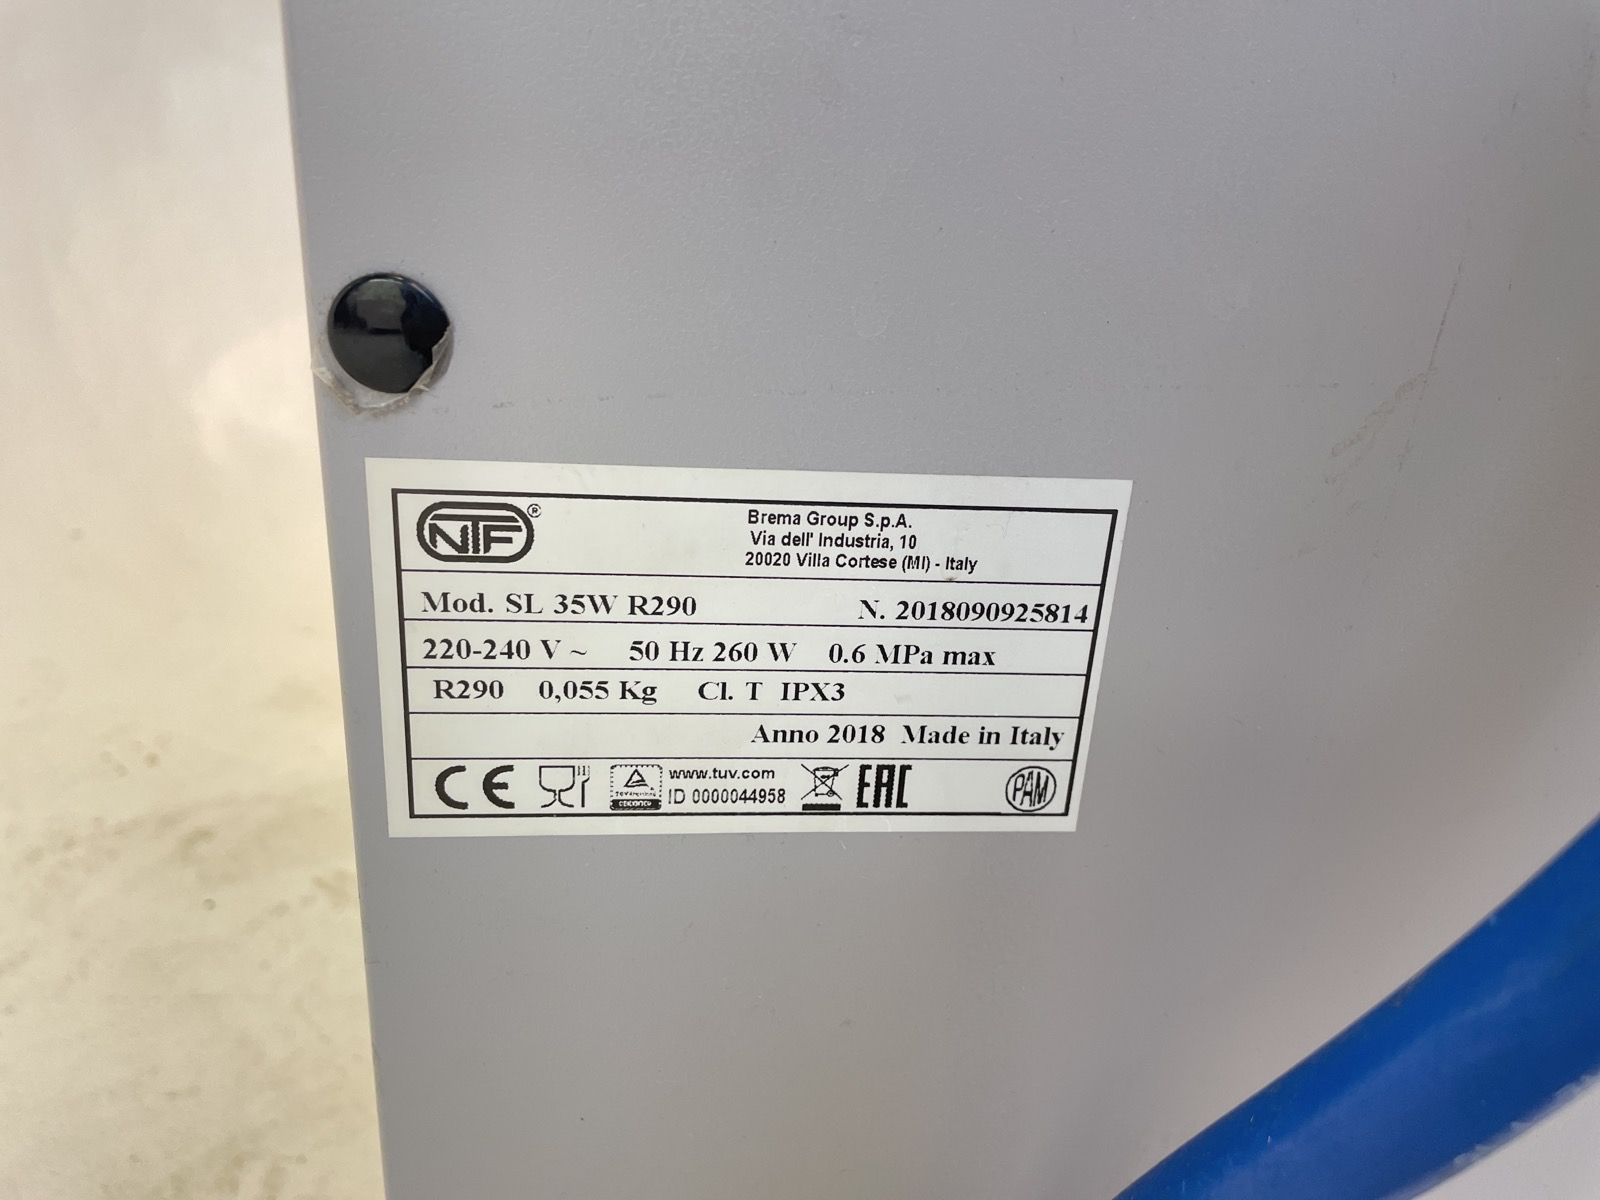 NTF®
Brema Group S.p.A.
Via dell' Industria, 10
20020 Villa Cortese (MI) - Italy
Mod. SL 35W R290 N. 2018090925814
220-240 V ~ 50 Hz 260 W 0.6 MPa max
R290 0,055 Kg Cl. T IPX3
Anno 2018 Made in Italy
CE www.tuv.com EAC PAM
ID 0000044958